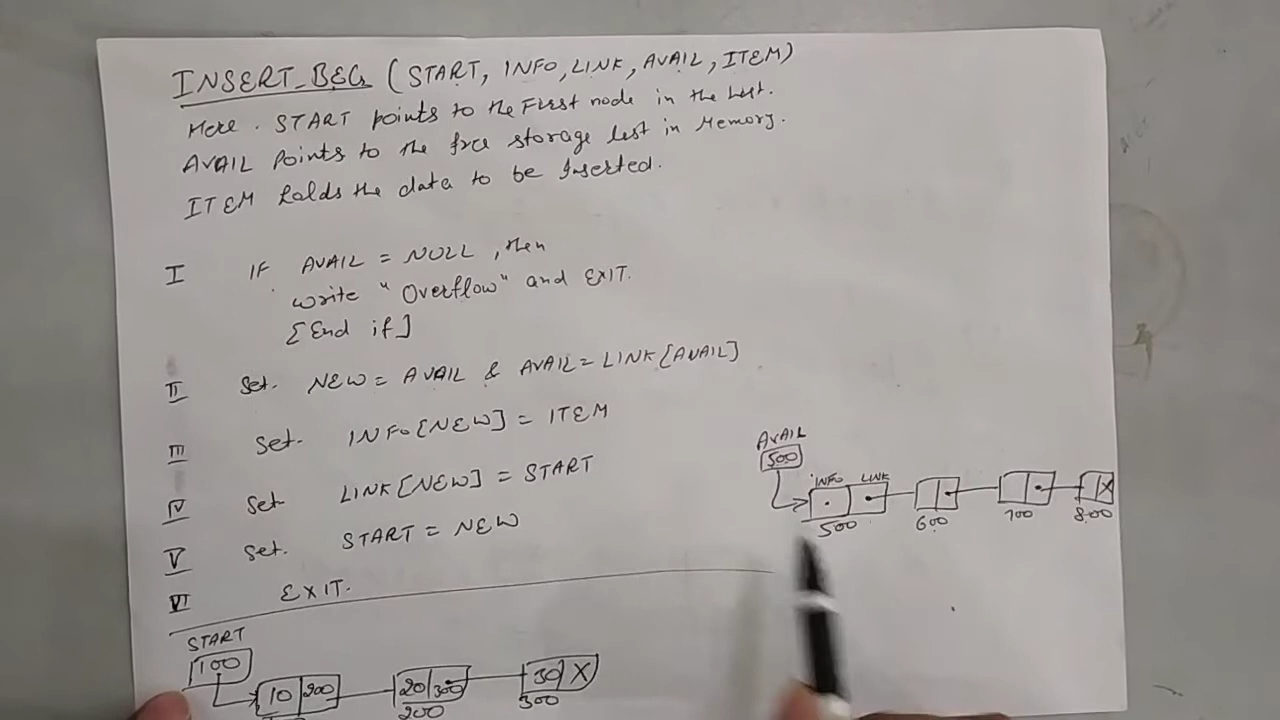 INSERT_BEG (START, INFO, LINK, AVAIL, ITEM)
Here. START points to the First node in the List.
AVAIL Points to the free storage list in Memory.
ITEM holds the data to be Inserted.
I IF AVAIL = NULL, then
write "Overflow" and EXIT.
[End if]
II Set. NEW = AVAIL & AVAIL = LINK[AVAIL]
III Set. INFO[NEW] = ITEM
IV Set LINK[NEW] = START
V Set. START = NEW
VI EXIT.
AVAIL
500
INFO LINK
500 600 700 800
X
START
100
10 200 20 300 30 X
200 300